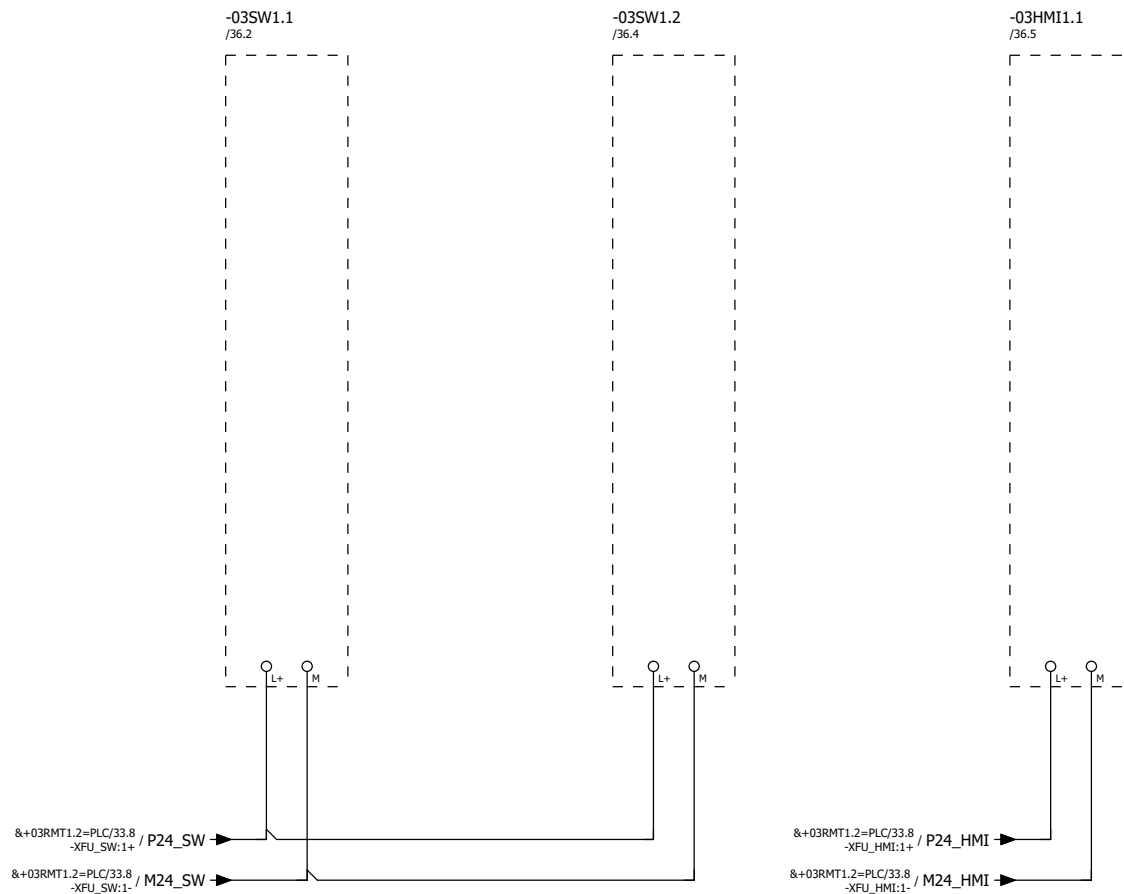 -03SW1.1
/36.2
-03SW1.2
/36.4
-03HMI1.1
/36.5
L+ M
L+ M
L+ M
&+03RMT1.2=PLC/33.8
-XFU_SW:1+ / P24_SW
&+03RMT1.2=PLC/33.8
-XFU_SW:1- / M24_SW
&+03RMT1.2=PLC/33.8
-XFU_HMI:1+ / P24_HMI
&+03RMT1.2=PLC/33.8
-XFU_HMI:1- / M24_HMI